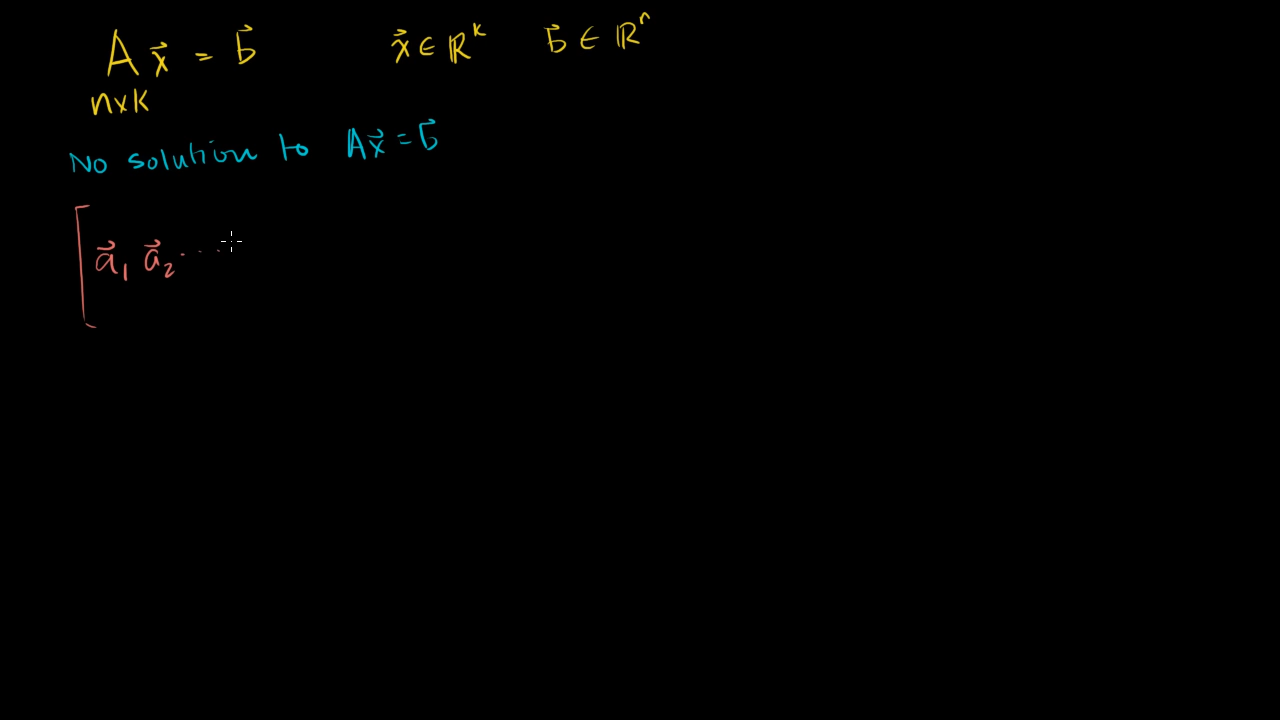 A x⃗ = b⃗ x⃗ ∈ ℝᵏ b⃗ ∈ ℝⁿ
n×k
No solution to Ax⃗ = b⃗
[ a⃗₁ a⃗₂ ...